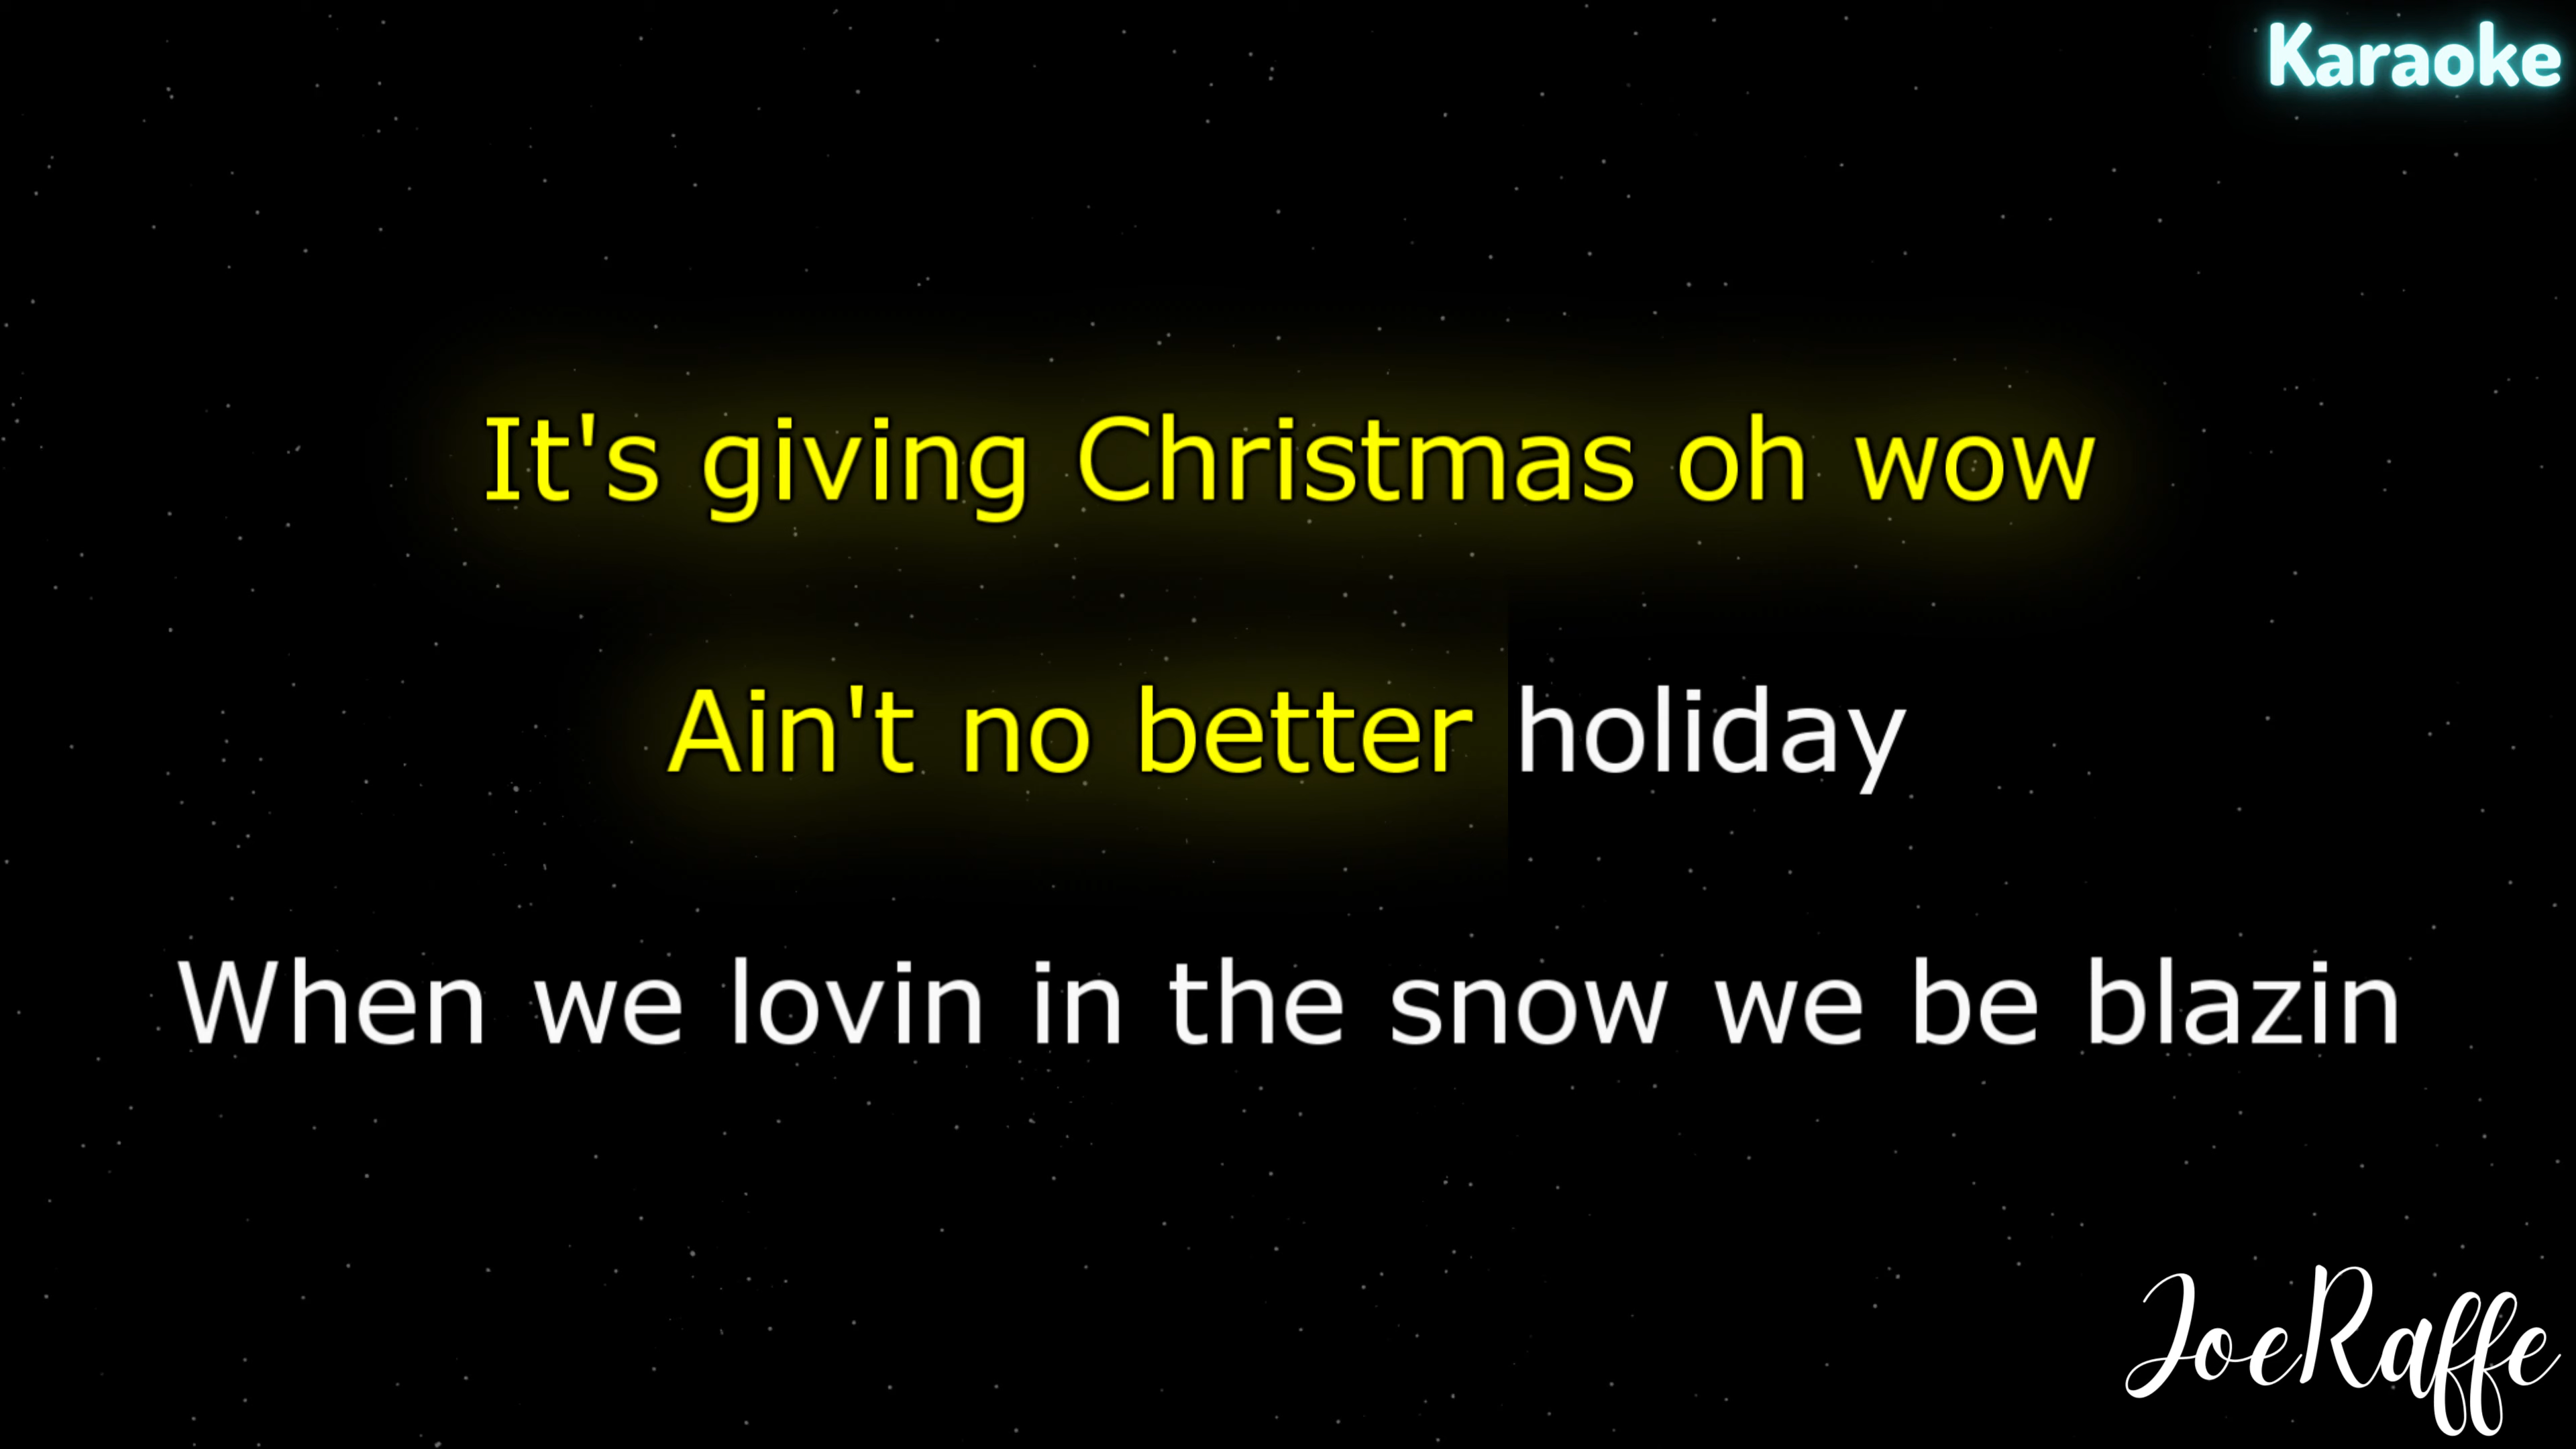 Karaoke
It's giving Christmas oh wow
Ain't no better holiday
When we lovin in the snow we be blazin
JoeRaffe